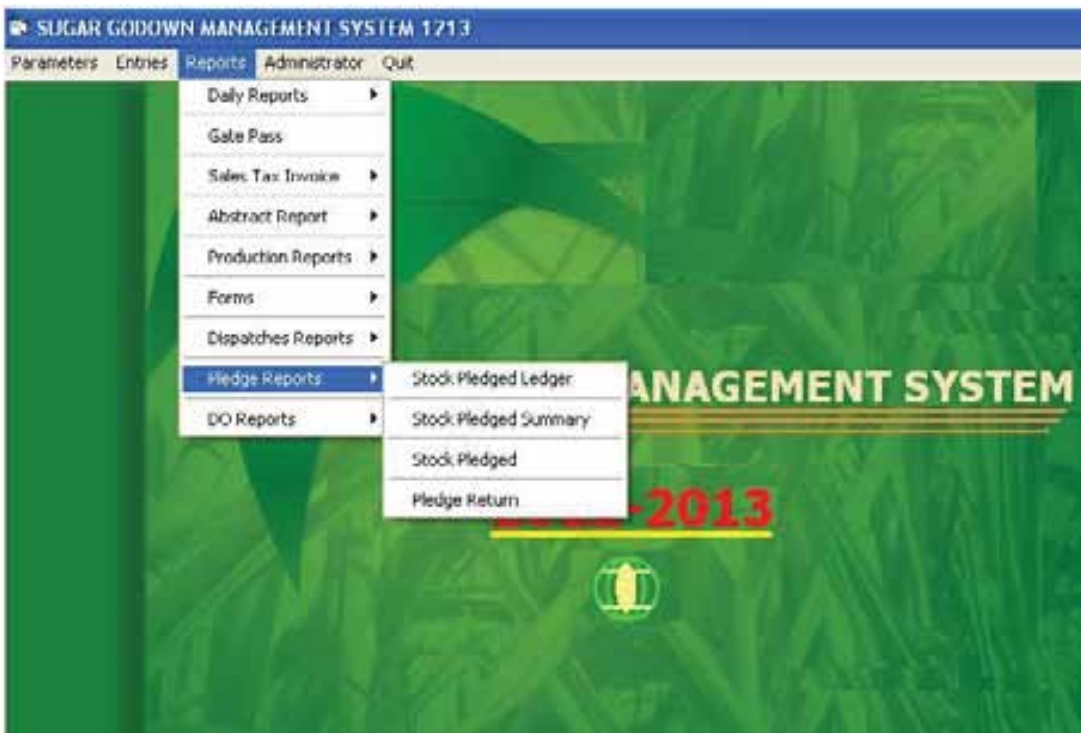 SUGAR GODOWN MANAGEMENT SYSTEM 1213
Parameters Entries Reports Administrator Quit
Daily Reports
Gate Pass
Sales Tax Invoice
Abstract Report
Production Reports
Forms
Dispatches Reports
Pledge Reports
DO Reports
Stock Pledged Ledger
Stock Pledged Summary
Stock Pledged
Pledge Return
ANAGEMENT SYSTEM
-2013